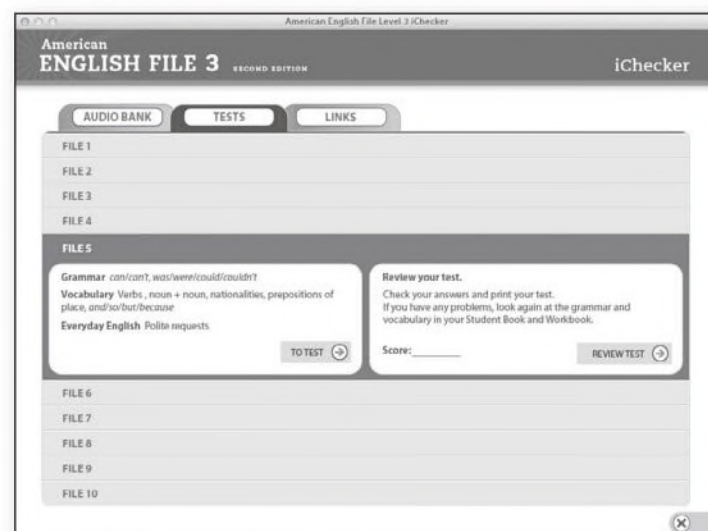 American English File Level 3 iChecker
American
ENGLISH FILE 3 SECOND EDITION
iChecker
AUDIO BANK
TESTS
LINKS
FILE 1
FILE 2
FILE 3
FILE 4
FILE 5
Grammar can/can't, was/were/could/couldn't
Vocabulary Verbs , noun + noun, nationalities, prepositions of
place, and/so/but/because
Everyday English Polite requests
TO TEST
Review your test.
Check your answers and print your test.
If you have any problems, look again at the grammar and
vocabulary in your Student Book and Workbook.
Score:________
REVIEW TEST
FILE 6
FILE 7
FILE 8
FILE 9
FILE 10